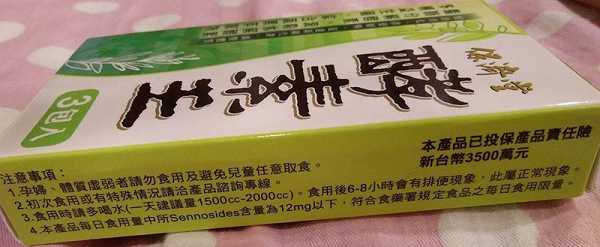 酵素王
3包入
本產品已投保產品責任險
新台幣3500萬元
注意事項：
1.孕婦、體質虛弱者請勿食用及避免兒童任意取食。
2.初次食用或有特殊情況請洽產品諮詢專線。
3.食用時請多喝水(一天建議量1500cc-2000cc)。食用後6-8小時會有排便現象，此屬正常現象。
4.本產品每日食用量中所Sennosides含量為12mg以下，符合食藥署規定食品之每日食用限量。